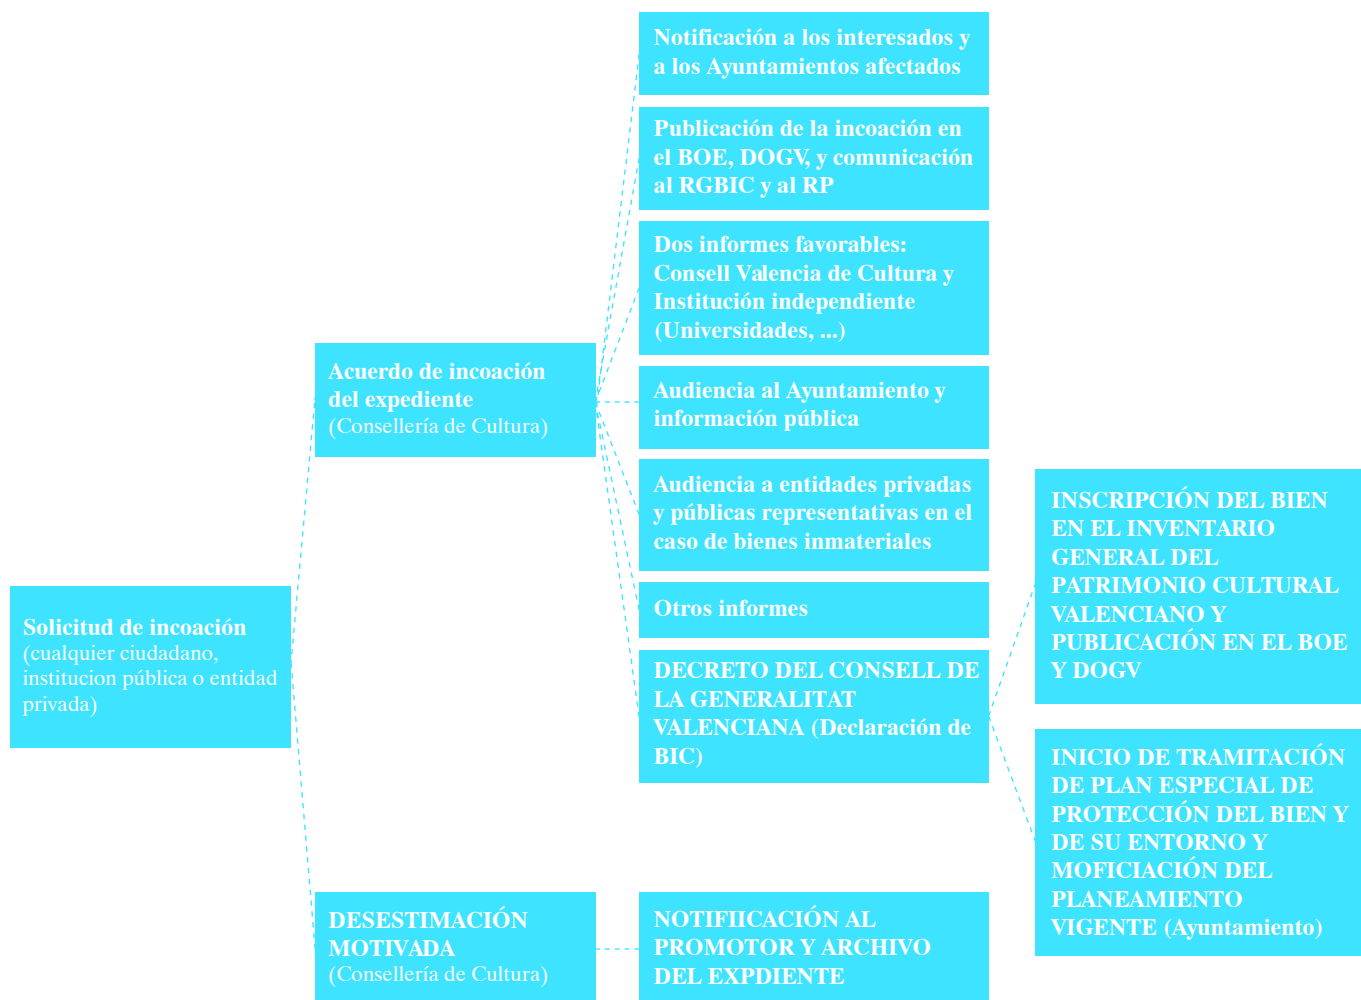 Notificación a los interesados y
a los Ayuntamientos afectados
Publicación de la incoación en
el BOE, DOGV, y comunicación
al RGBIC y al RP
Dos informes favorables:
Consell Valencia de Cultura y
Institución independiente
(Universidades, ...)
Acuerdo de incoación
del expediente
(Consellería de Cultura)
Audiencia al Ayuntamiento y
información pública
Audiencia a entidades privadas
y públicas representativas en el
caso de bienes inmateriales
Otros informes
Solicitud de incoación
(cualquier ciudadano,
institucion pública o entidad
privada)
DECRETO DEL CONSELL DE
LA GENERALITAT
VALENCIANA (Declaración de
BIC)
INSCRIPCIÓN DEL BIEN
EN EL INVENTARIO
GENERAL DEL
PATRIMONIO CULTURAL
VALENCIANO Y
PUBLICACIÓN EN EL BOE
Y DOGV
INICIO DE TRAMITACIÓN
DE PLAN ESPECIAL DE
PROTECCIÓN DEL BIEN Y
DE SU ENTORNO Y
MOFICIACIÓN DEL
PLANEAMIENTO
VIGENTE (Ayuntamiento)
DESESTIMACIÓN
MOTIVADA
(Consellería de Cultura)
NOTIFIICACIÓN AL
PROMOTOR Y ARCHIVO
DEL EXPDIENTE